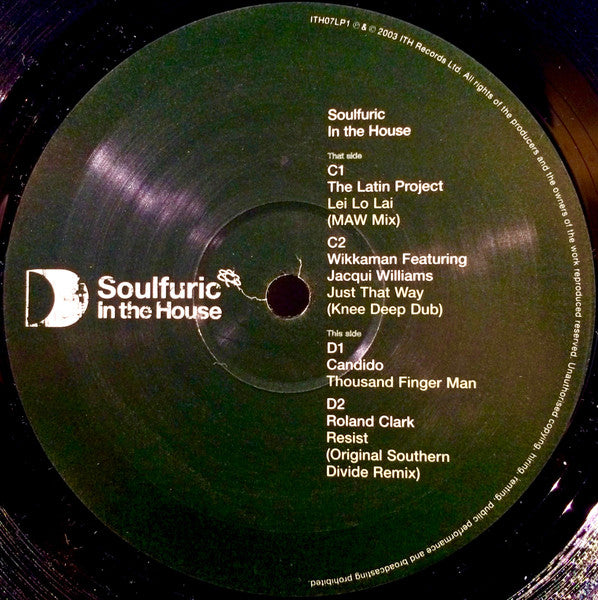 ITH07LP1 ℗ & © 2003 ITH Records Ltd. All rights of the producers and the owners of the work reproduced reserved. Unauthorised copying, hiring, renting, public performance and broadcasting prohibited.
Soulfuric
In the House
That side
C1
The Latin Project
Lei Lo Lai
(MAW Mix)
C2
Wikkaman Featuring
Jacqui Williams
Just That Way
(Knee Deep Dub)
This side
D1
Candido
Thousand Finger Man
D2
Roland Clark
Resist
(Original Southern
Divide Remix)
Soulfuric
In the House